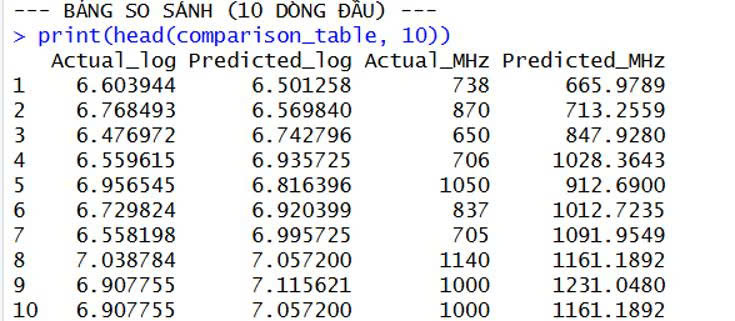 --- BẢNG SO SÁNH (10 DÒNG ĐẦU) ---
> print(head(comparison_table, 10))
Actual_log Predicted_log Actual_MHz Predicted_MHz
1 6.603944 6.501258 738 665.9789
2 6.768493 6.569840 870 713.2559
3 6.476972 6.742796 650 847.9280
4 6.559615 6.935725 706 1028.3643
5 6.956545 6.816396 1050 912.6900
6 6.729824 6.920399 837 1012.7235
7 6.558198 6.995725 705 1091.9549
8 7.038784 7.057200 1140 1161.1892
9 6.907755 7.115621 1000 1231.0480
10 6.907755 7.057200 1000 1161.1892